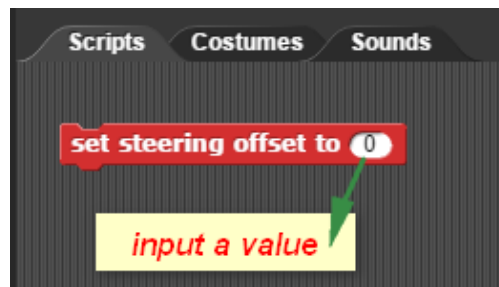 Scripts Costumes Sounds
set steering offset to 0
input a value